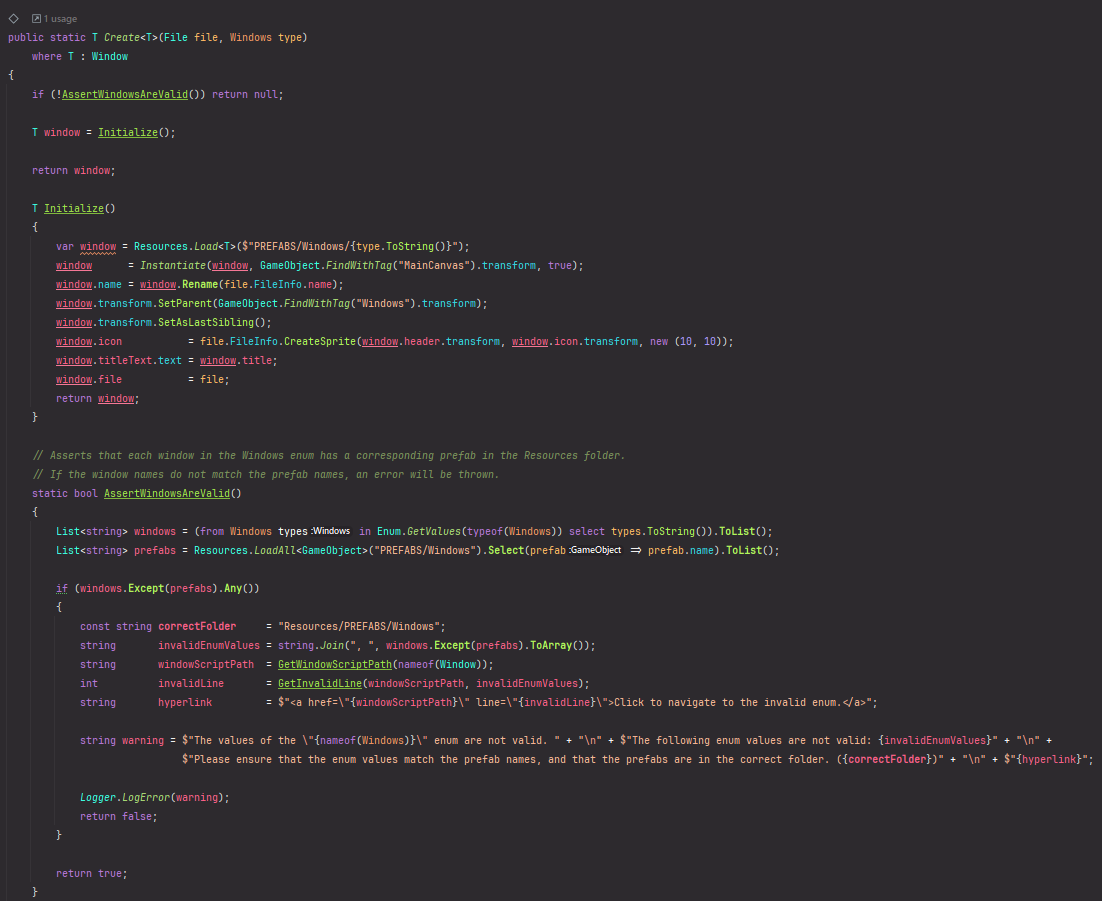 1 usage
public static T Create<T>(File file, Windows type)
    where T : Window
{
    if (!AssertWindowsAreValid()) return null;

    T window = Initialize();

    return window;

    T Initialize()
    {
        var window = Resources.Load<T>($"PREFABS/Windows/{type.ToString()}");
        window      = Instantiate(window, GameObject.FindWithTag("MainCanvas").transform, true);
        window.name = window.Rename(file.FileInfo.name);
        window.transform.SetParent(GameObject.FindWithTag("Windows").transform);
        window.transform.SetAsLastSibling();
        window.icon           = file.FileInfo.CreateSprite(window.header.transform, window.icon.transform, new (10, 10));
        window.titleText.text = window.title;
        window.file           = file;
        return window;
    }

    // Asserts that each window in the Windows enum has a corresponding prefab in the Resources folder.
    // If the window names do not match the prefab names, an error will be thrown.
    static bool AssertWindowsAreValid()
    {
        List<string> windows = (from Windows types :Windows in Enum.GetValues(typeof(Windows)) select types.ToString()).ToList();
        List<string> prefabs = Resources.LoadAll<GameObject>("PREFABS/Windows").Select(prefab :GameObject => prefab.name).ToList();

        if (windows.Except(prefabs).Any())
        {
            const string correctFolder     = "Resources/PREFABS/Windows";
            string       invalidEnumValues = string.Join(", ", windows.Except(prefabs).ToArray());
            string       windowScriptPath  = GetWindowScriptPath(nameof(Window));
            int          invalidLine       = GetInvalidLine(windowScriptPath, invalidEnumValues);
            string       hyperlink         = $"<a href=\"{windowScriptPath}\" line=\"{invalidLine}\">Click to navigate to the invalid enum.</a>";

            string warning = $"The values of the \"{nameof(Windows)}\" enum are not valid. " + "\n" + $"The following enum values are not valid: {invalidEnumValues}" + "\n" +
                             $"Please ensure that the enum values match the prefab names, and that the prefabs are in the correct folder. ({correctFolder})" + "\n" + $"{hyperlink}";

            Logger.LogError(warning);
            return false;
        }

        return true;
    }